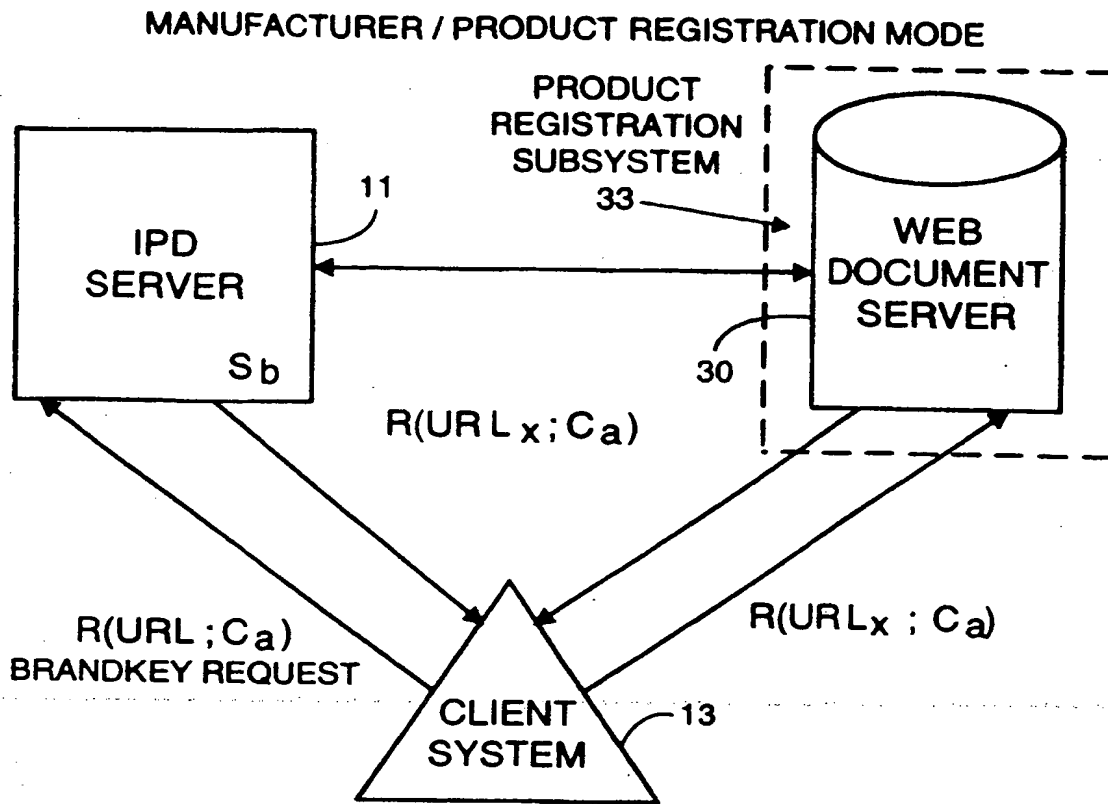 MANUFACTURER / PRODUCT REGISTRATION MODE
PRODUCT
REGISTRATION
SUBSYSTEM
33
11
IPD
SERVER
Sb
WEB
DOCUMENT
SERVER
30
R(URLx; Ca)
R(URL; Ca)
BRANDKEY REQUEST
R(URLx ; Ca)
CLIENT
SYSTEM
13